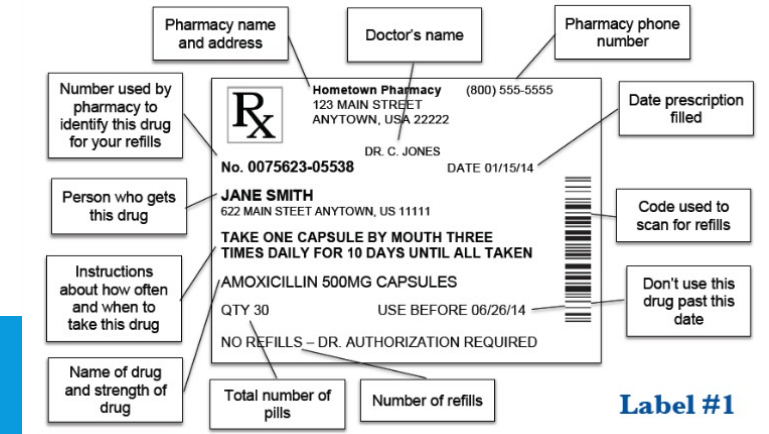 Pharmacy name
and address
Doctor's name
Pharmacy phone
number
Number used by
pharmacy to
identify this drug
for your refills
Rx
Hometown Pharmacy (800) 555-5555
123 MAIN STREET
ANYTOWN, USA 22222
Date prescription
filled
DR. C. JONES
No. 0075623-05538 DATE 01/15/14
Person who gets
this drug
JANE SMITH
622 MAIN STEET ANYTOWN, US 11111
Code used to
scan for refills
TAKE ONE CAPSULE BY MOUTH THREE
TIMES DAILY FOR 10 DAYS UNTIL ALL TAKEN
Instructions
about how often
and when to
take this drug
AMOXICILLIN 500MG CAPSULES
Don't use this
drug past this
date
QTY 30 USE BEFORE 06/26/14
NO REFILLS – DR. AUTHORIZATION REQUIRED
Name of drug
and strength of
drug
Total number of
pills
Number of refills
Label #1